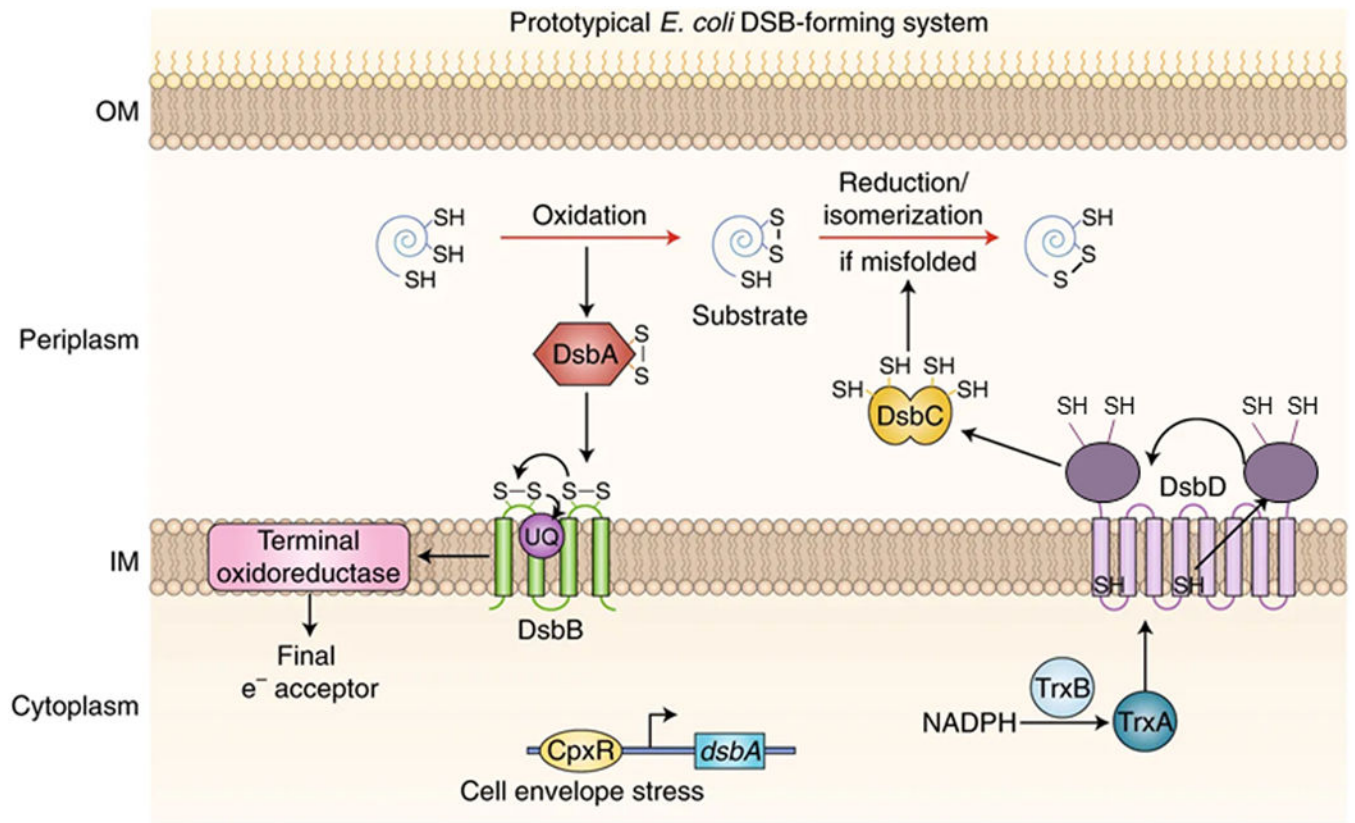 Prototypical E. coli DSB-forming system
OM
Reduction/
isomerization
if misfolded
Oxidation
SH
SH
SH
S
S
SH
Substrate
SH
S
S
Periplasm
DsbA
S
S
SH
SH
SH
SH
DsbC
SH
SH
SH
SH
DsbD
S–S
S–S
UQ
IM
Terminal
oxidoreductase
SH
SH
DsbB
Final
e⁻ acceptor
Cytoplasm
NADPH
TrxB
TrxA
CpxR
dsbA
Cell envelope stress